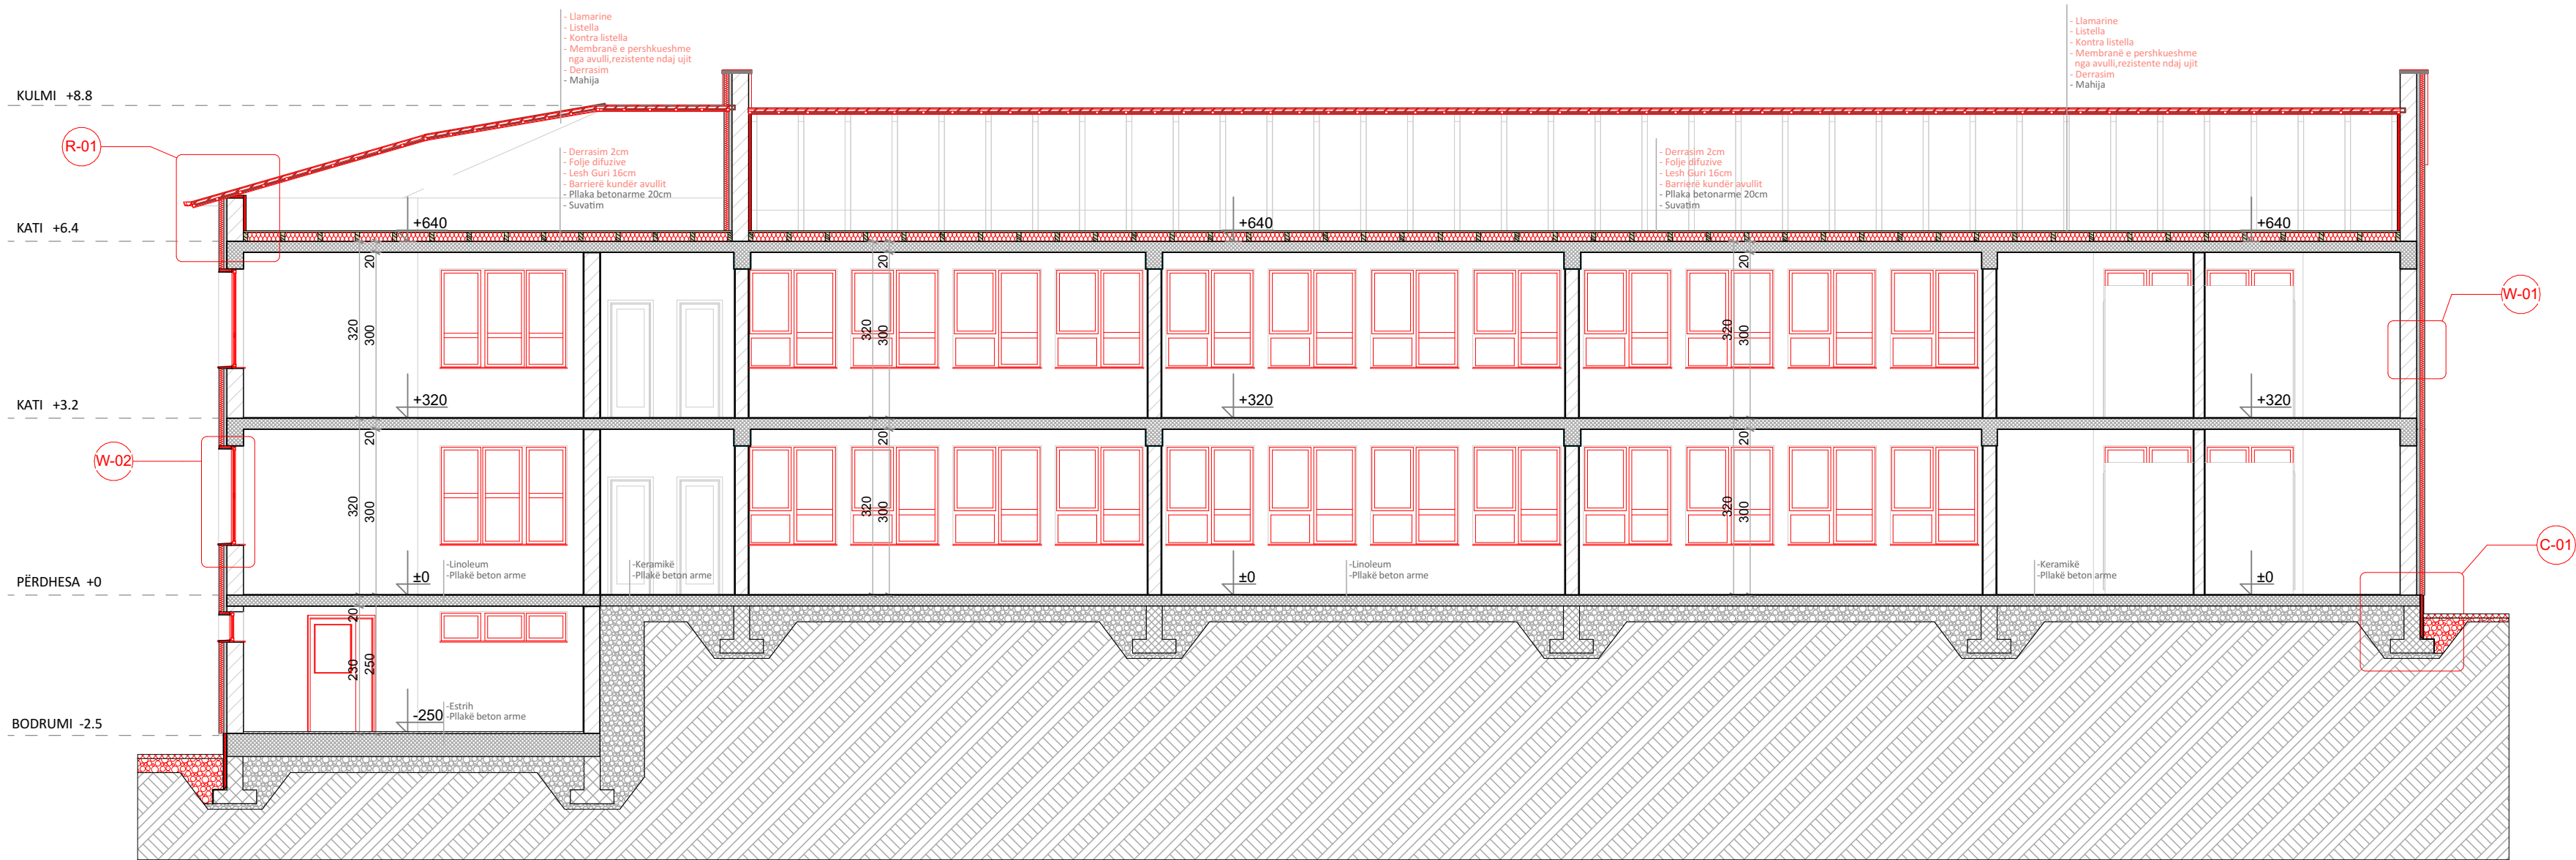 - Llamarine
- Listella
- Kontra listella
- Membranë e pershkueshme
nga avulli,rezistente ndaj ujit
- Derrasim
- Mahija
- Llamarine
- Listella
- Kontra listella
- Membranë e pershkueshme
nga avulli,rezistente ndaj ujit
- Derrasim
- Mahija
KULMI +8.8
R-01
- Derrasim 2cm
- Folje difuzive
- Lesh Guri 16cm
- Barrierë kundër avullit
- Pllaka betonarme 20cm
- Suvatim
- Derrasim 2cm
- Folje difuzive
- Lesh Guri 16cm
- Barrierë kundër avullit
- Pllaka betonarme 20cm
- Suvatim
KATI +6.4
+640
+640
+640
20
20
20
320
300
320
300
320
300
W-01
KATI +3.2
+320
+320
+320
20
20
20
W-02
320
300
320
300
320
300
C-01
PËRDHESA +0
±0
-Linoleum
-Pllakë beton arme
-Keramikë
-Pllakë beton arme
±0
-Linoleum
-Pllakë beton arme
-Keramikë
-Pllakë beton arme
±0
20
230
250
BODRUMI -2.5
-250
-Estrih
-Pllakë beton arme